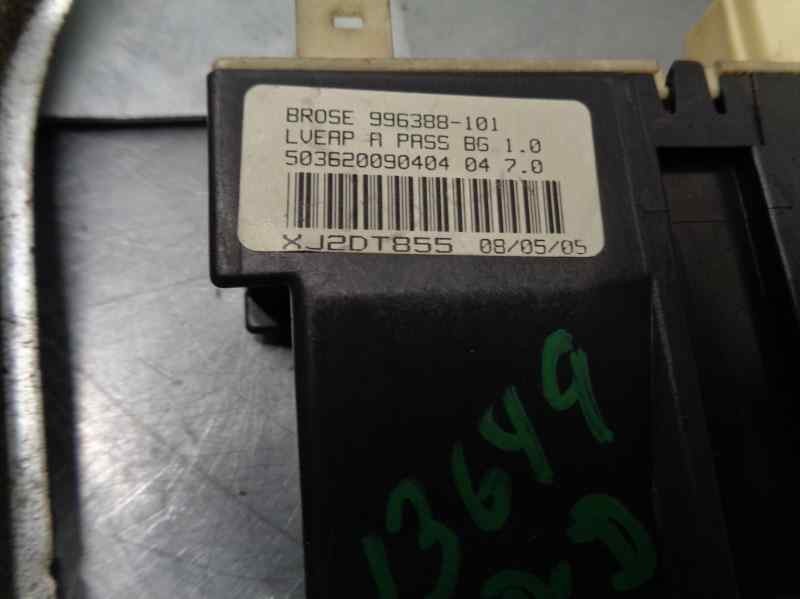 BROSE 996388-101
LVEAP A PASS BG 1.0
503620090404 04 7.0
XJ2DT855 08/05/05
13649